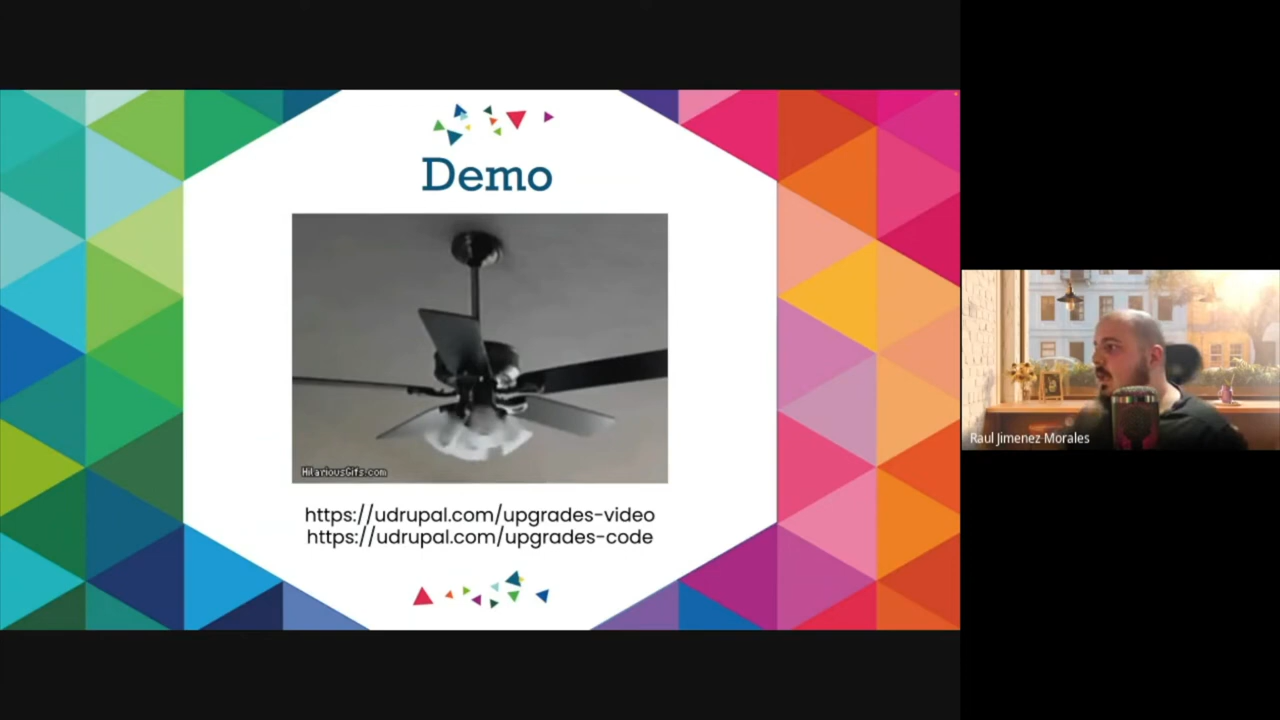 Demo
HilariousGifs.com
https://udrupal.com/upgrades-video
https://udrupal.com/upgrades-code
Raul Jimenez Morales